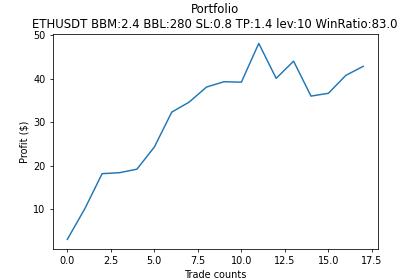 Portfolio
ETHUSDT BBM:2.4 BBL:280 SL:0.8 TP:1.4 lev:10 WinRatio:83.0
50
40
30
20
10
Profit ($)
0.0 2.5 5.0 7.5 10.0 12.5 15.0 17.5
Trade counts